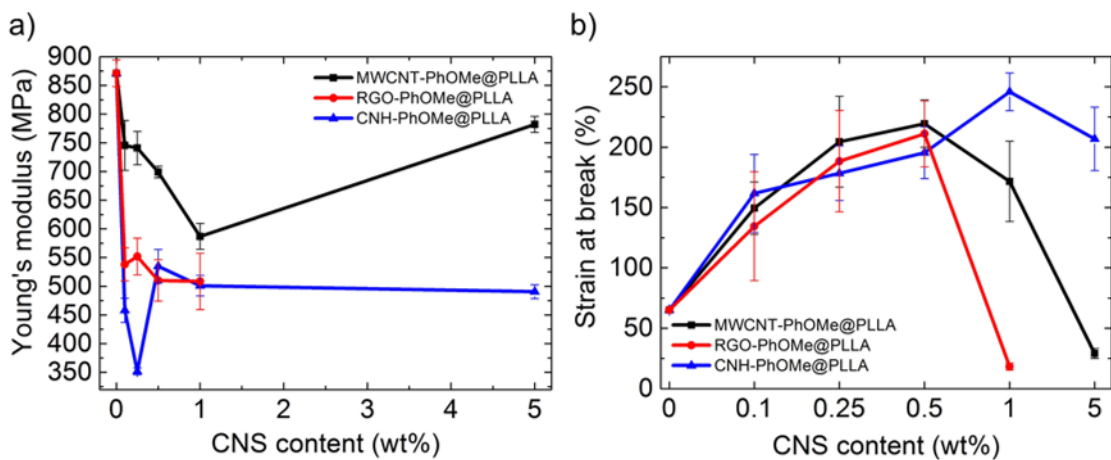 a)
Young's modulus (MPa)
900
850
800
750
700
650
600
550
500
450
400
350
MWCNT-PhOMe@PLLA
RGO-PhOMe@PLLA
CNH-PhOMe@PLLA
0 1 2 3 4 5
CNS content (wt%)
b)
Strain at break (%)
250
200
150
100
50
0
MWCNT-PhOMe@PLLA
RGO-PhOMe@PLLA
CNH-PhOMe@PLLA
0 0.1 0.25 0.5 1 5
CNS content (wt%)